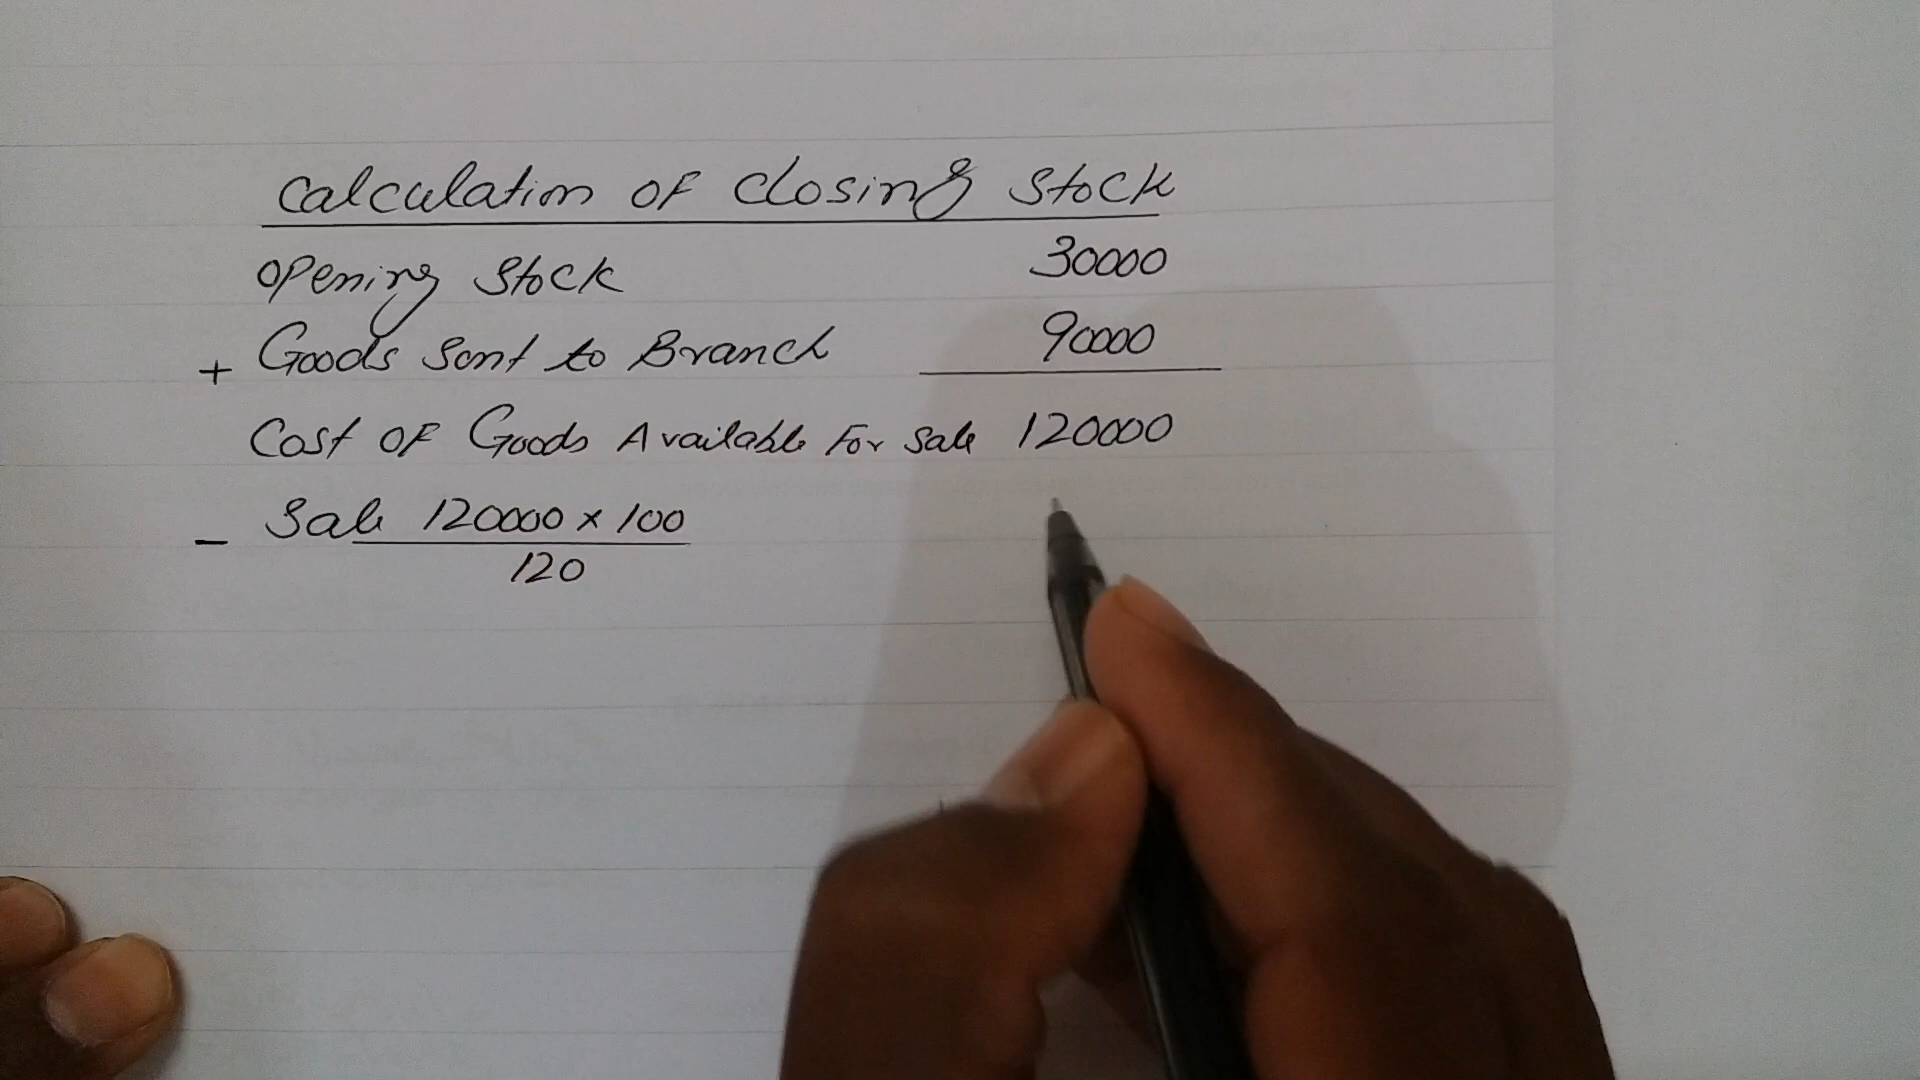 Calculation OF Closing Stock
Opening Stock 30000
+ Goods Sent to Branch 90000
Cost OF Goods Available For Sale 120000
- Sale 120000 x 100
120